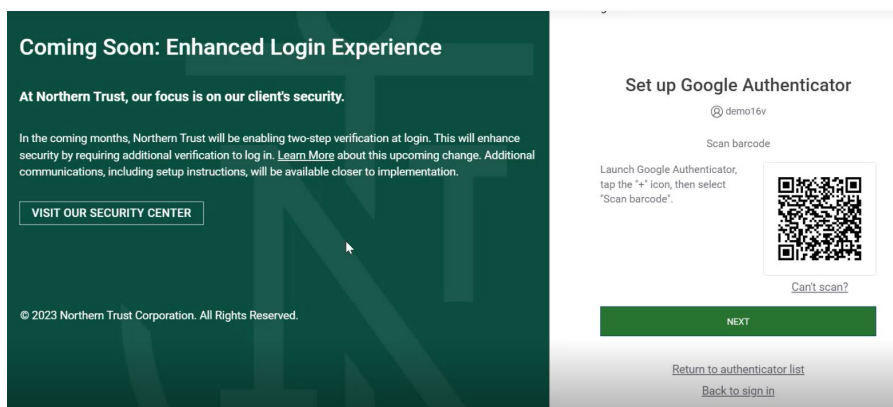 Coming Soon: Enhanced Login Experience
At Northern Trust, our focus is on our client's security.
In the coming months, Northern Trust will be enabling two-step verification at login. This will enhance
security by requiring additional verification to log in. Learn More about this upcoming change. Additional
communications, including setup instructions, will be available closer to implementation.
VISIT OUR SECURITY CENTER
© 2023 Northern Trust Corporation. All Rights Reserved.
Set up Google Authenticator
demo16v
Scan barcode
Launch Google Authenticator,
tap the "+" icon, then select
"Scan barcode".
Can't scan?
NEXT
Return to authenticator list
Back to sign in